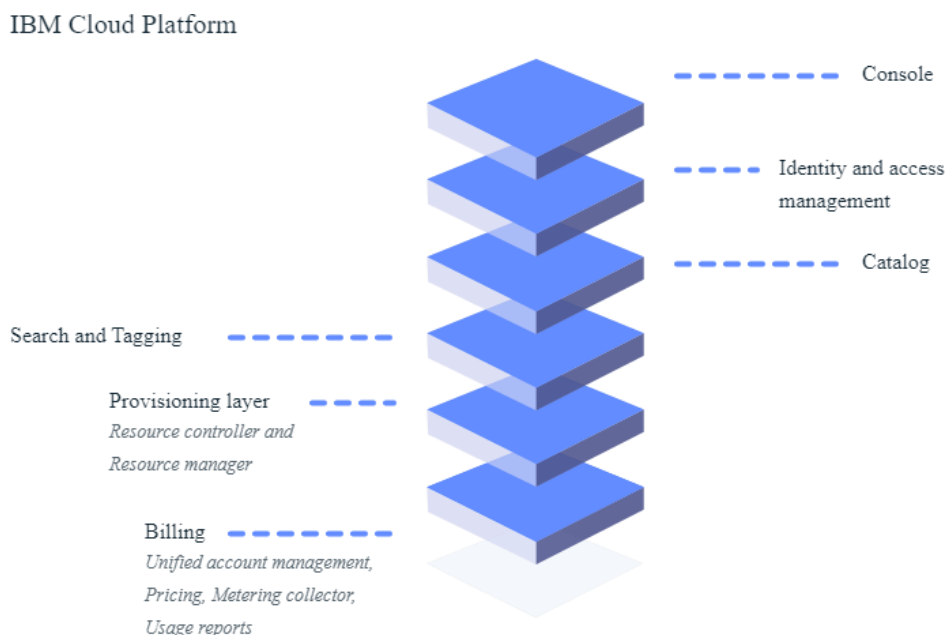 IBM Cloud Platform
Console
Identity and access
management
Catalog
Search and Tagging
Provisioning layer
Resource controller and
Resource manager
Billing
Unified account management,
Pricing, Metering collector,
Usage reports